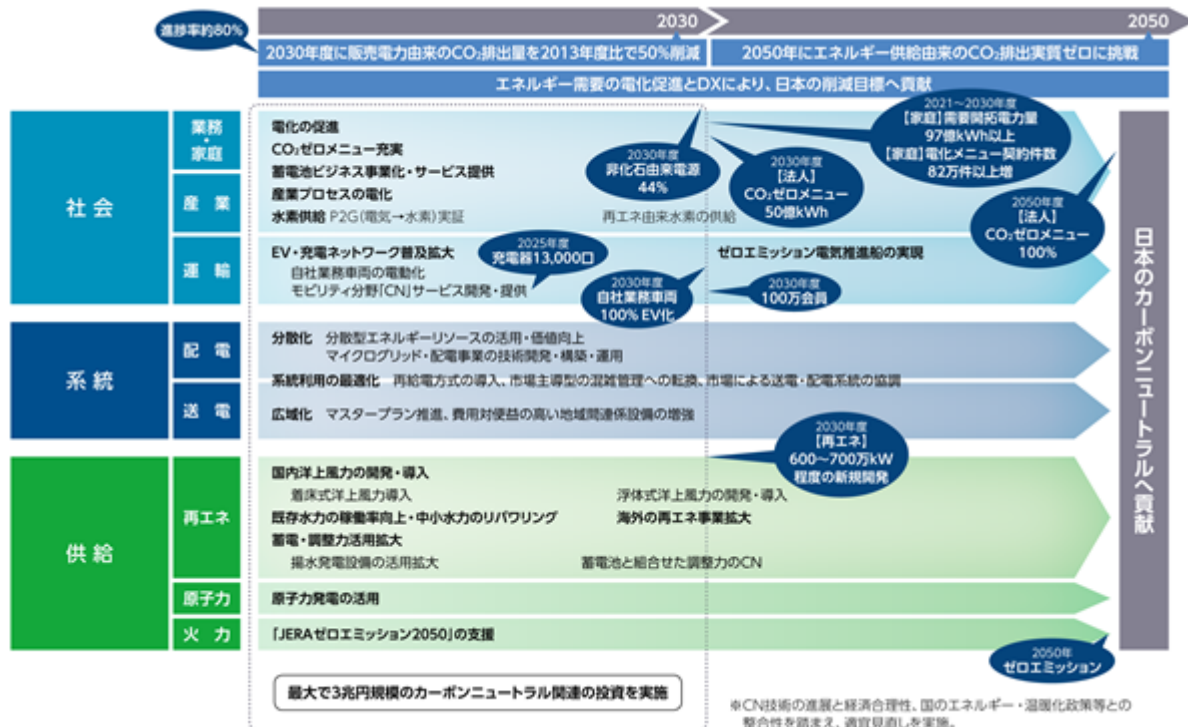 進捗率約80%
2030
2050
2030年度に販売電力由来のCO₂排出量を2013年度比で50%削減
2050年にエネルギー供給由来のCO₂排出実質ゼロに挑戦
エネルギー需要の電化促進とDXにより、日本の削減目標へ貢献
社会
業務
・
家庭
産業
運輸
電化の促進
CO₂ゼロメニュー充実
蓄電池ビジネス事業化・サービス提供
産業プロセスの電化
水素供給 P2G(電気→水素)実証
再エネ由来水素の供給
2030年度
非化石由来電源
44%
2030年度
【法人】
CO₂ゼロメニュー
50億kWh
2021〜2030年度
【家庭】需要開拓電力量
97億kWh以上
【家庭】電化メニュー契約件数
82万件以上増
2050年度
【法人】
CO₂ゼロメニュー
100%
EV・充電ネットワーク普及拡大
自社業務車両の電動化
モビリティ分野「CN」サービス開発・提供
2025年度
充電器13,000口
2030年度
自社業務車両
100% EV化
ゼロエミッション電気推進船の実現
2030年度
100万会員
系統
配電
送電
分散化 分散型エネルギーリソースの活用・価値向上
マイクログリッド・配電事業の技術開発・構築・運用
系統利用の最適化 再給電方式の導入、市場主導型の混雑管理への転換、市場による送電・配電系統の協調
広域化 マスタープラン推進、費用対便益の高い地域間連係設備の増強
2030年度
【再エネ】
600〜700万kW
程度の新規開発
供給
再エネ
原子力
火力
国内洋上風力の開発・導入
着床式洋上風力導入
浮体式洋上風力の開発・導入
既存水力の稼働率向上・中小水力のリパワリング
海外の再エネ事業拡大
蓄電・調整力活用拡大
揚水発電設備の活用拡大
蓄電池と組合せた調整力のCN
原子力発電の活用
「JERAゼロエミッション2050」の支援
2050年
ゼロエミッション
日本のカーボンニュートラルへ貢献
最大で3兆円規模のカーボンニュートラル関連の投資を実施
※CN技術の進展と経済合理性、国のエネルギー・温暖化政策等との
整合性を踏まえ、適宜見直しを実施。